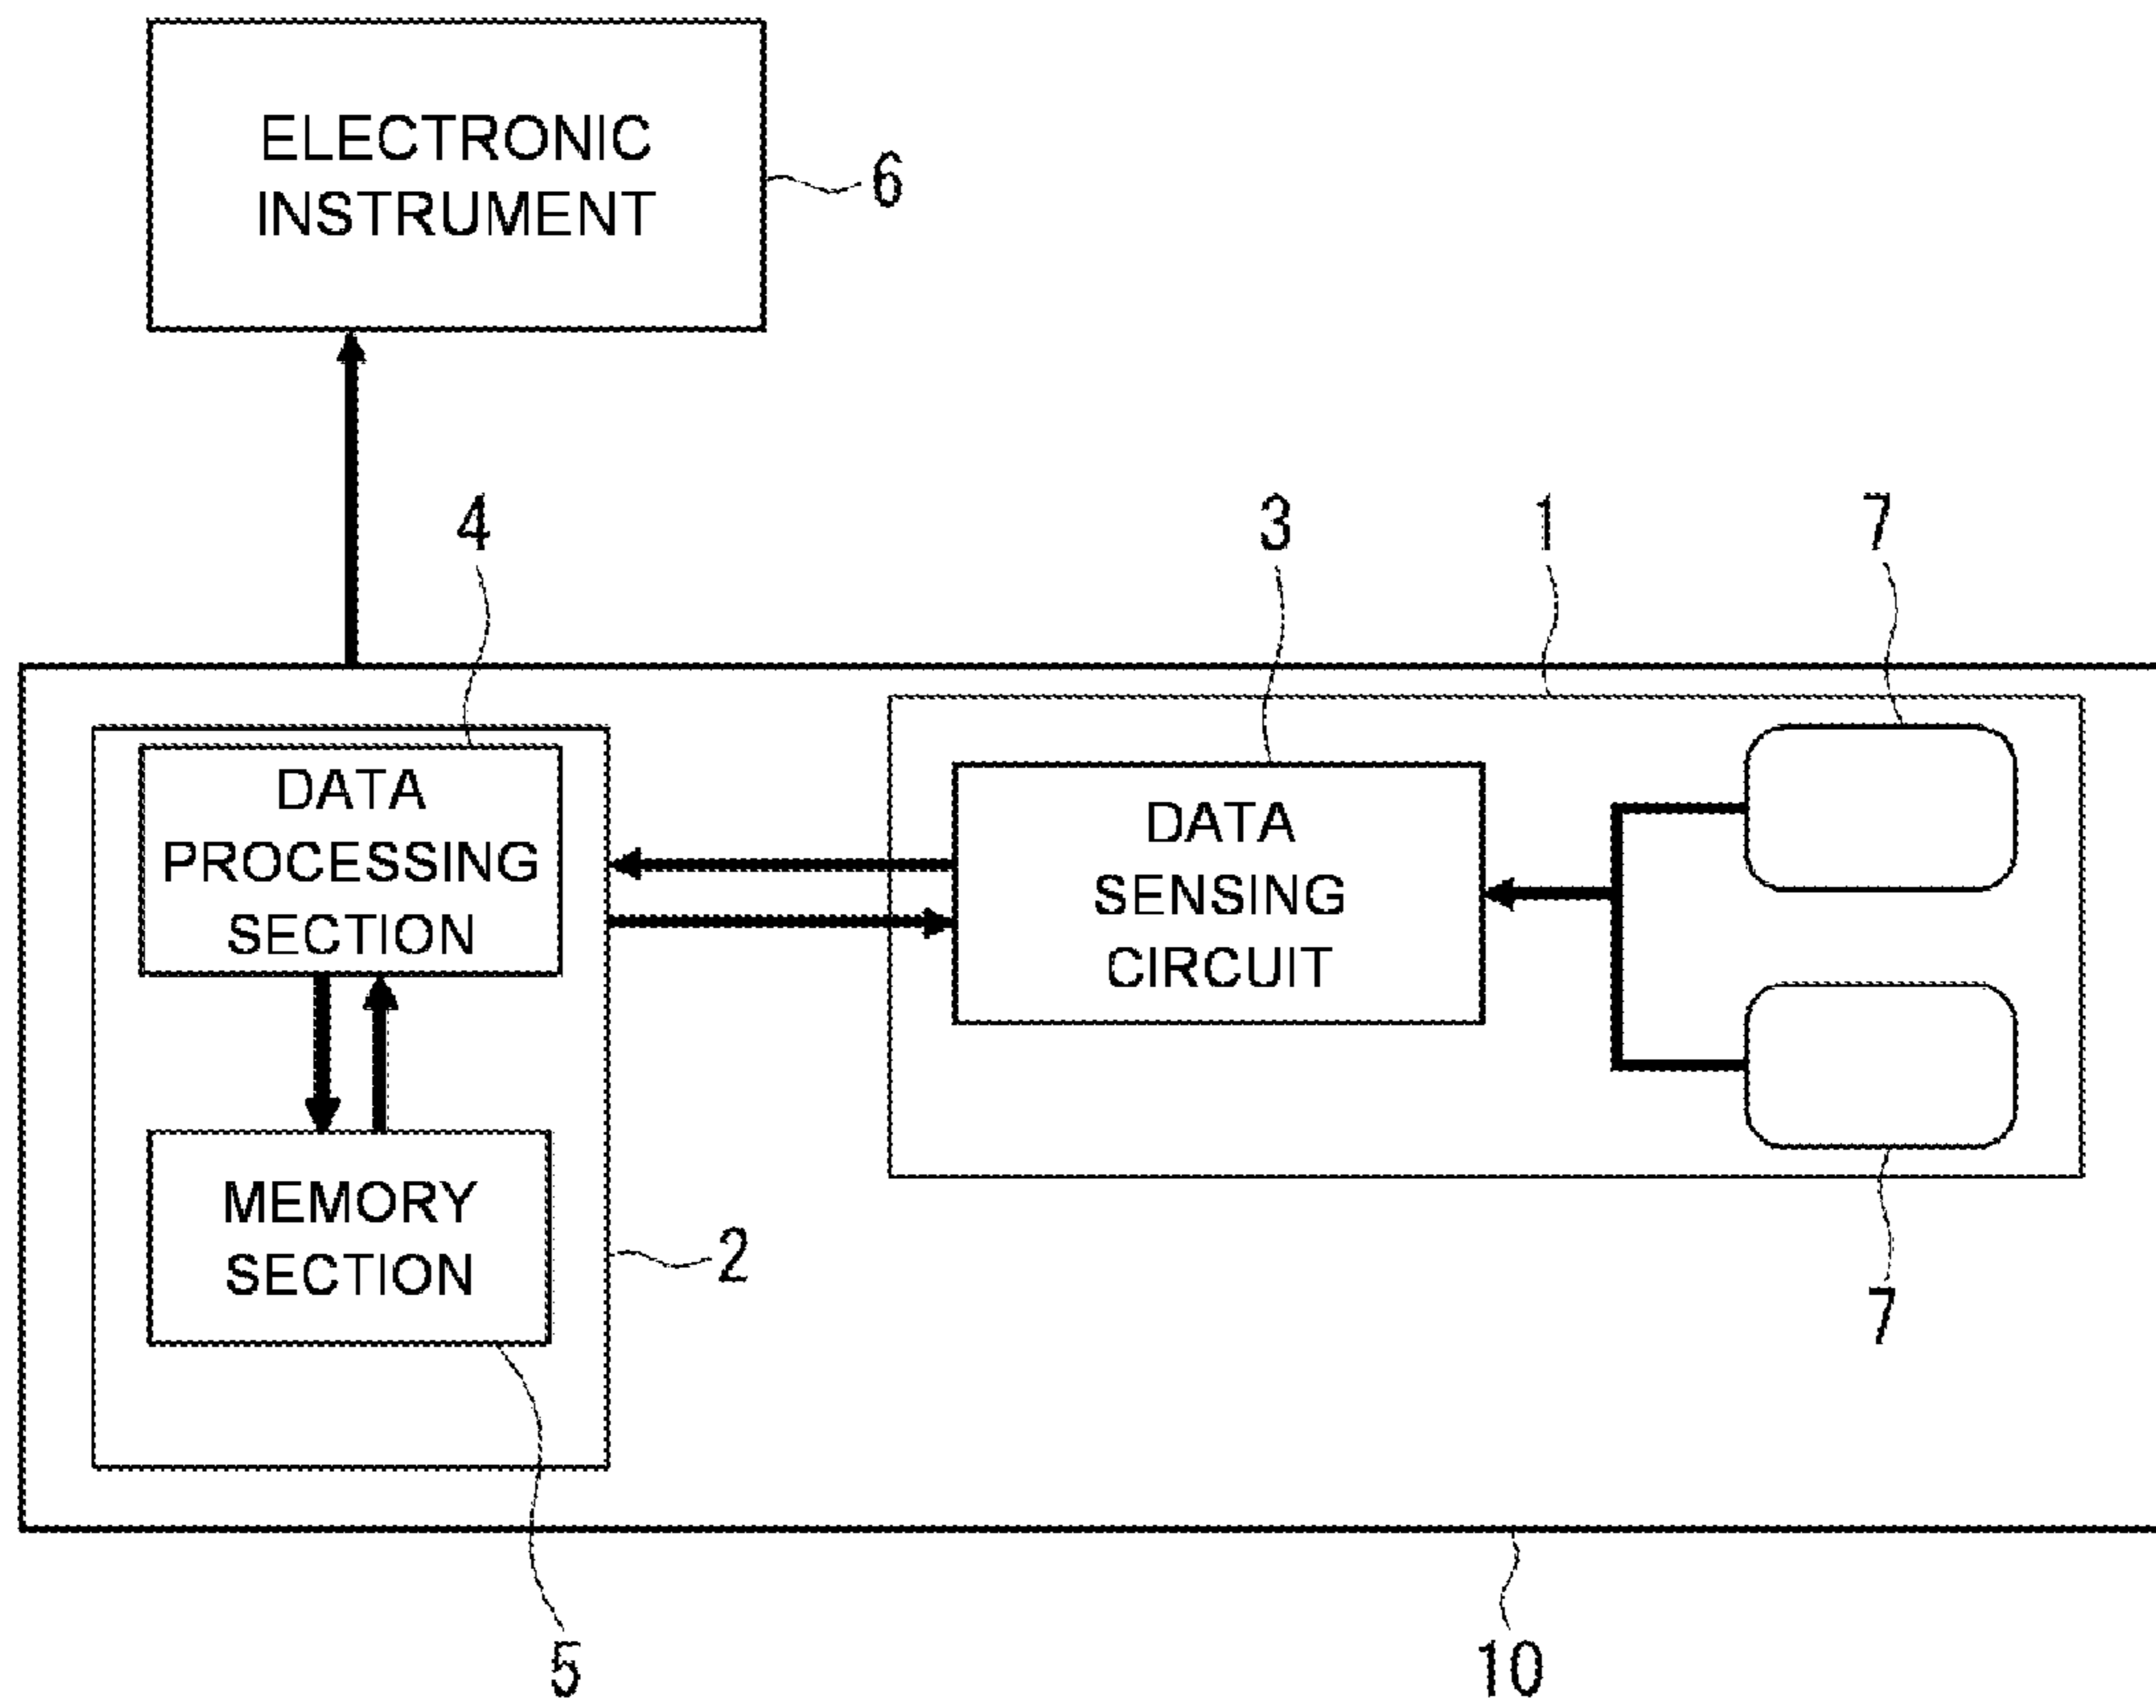 ELECTRONIC
INSTRUMENT
6
4
3
1
7
DATA
PROCESSING
SECTION
DATA
SENSING
CIRCUIT
MEMORY
SECTION
2
7
5
10